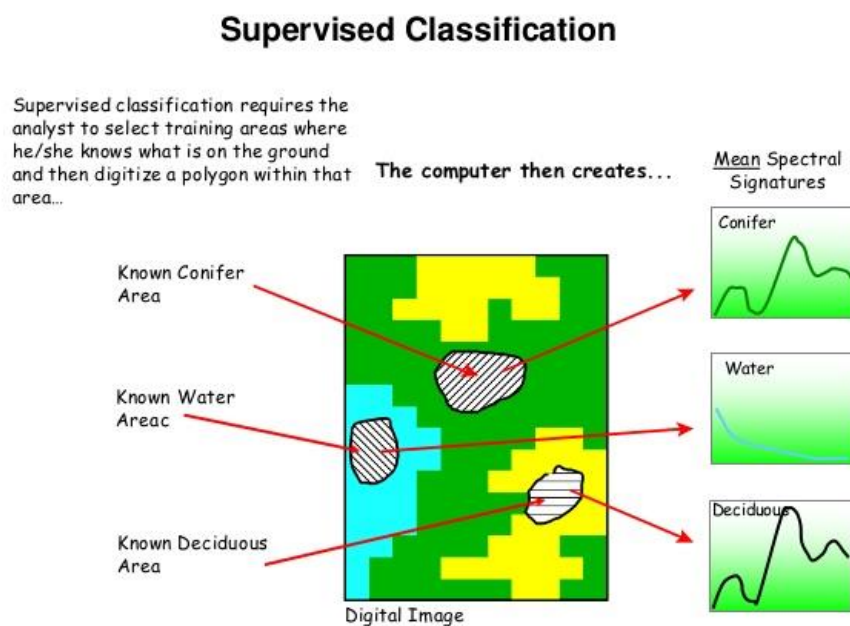 Supervised Classification
Supervised classification requires the
analyst to select training areas where
he/she knows what is on the ground
and then digitize a polygon within that
area…
The computer then creates...
Mean Spectral
Signatures
Conifer
Known Conifer
Area
Water
Known Water
Areac
Deciduous
Known Deciduous
Area
Digital Image